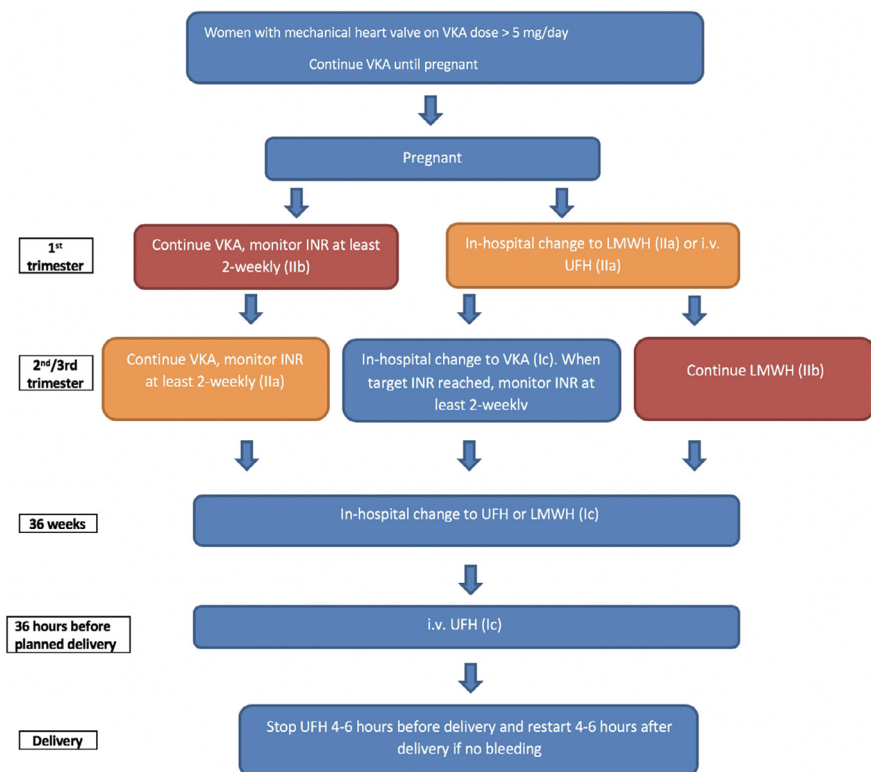 Women with mechanical heart valve on VKA dose > 5 mg/day
Continue VKA until pregnant
Pregnant
1st
trimester
Continue VKA, monitor INR at least
2-weekly (IIb)
In-hospital change to LMWH (IIa) or i.v.
UFH (IIa)
2nd/3rd
trimester
Continue VKA, monitor INR
at least 2-weekly (IIa)
In-hospital change to VKA (Ic). When
target INR reached, monitor INR at
least 2-weekly
Continue LMWH (IIb)
36 weeks
In-hospital change to UFH or LMWH (Ic)
36 hours before
planned delivery
i.v. UFH (Ic)
Delivery
Stop UFH 4-6 hours before delivery and restart 4-6 hours after
delivery if no bleeding